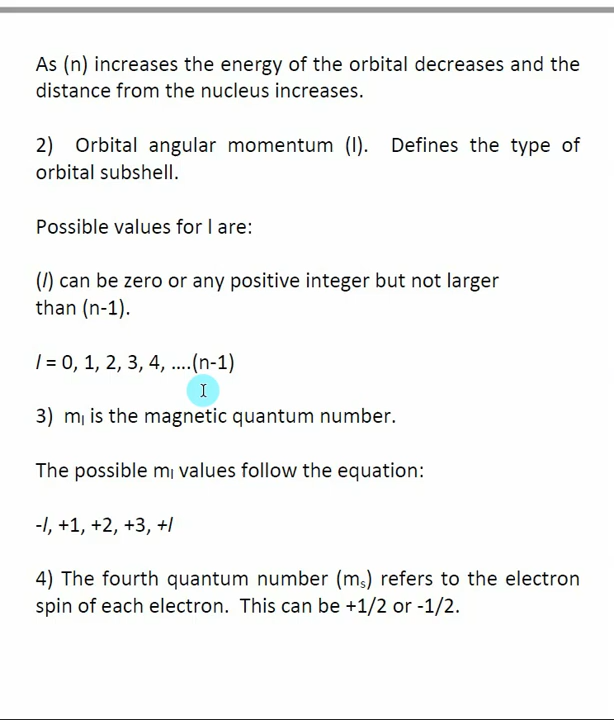 As (n) increases the energy of the orbital decreases and the
distance from the nucleus increases.
2) Orbital angular momentum (l). Defines the type of
orbital subshell.
Possible values for l are:
(l) can be zero or any positive integer but not larger
than (n-1).
l = 0, 1, 2, 3, 4, ....(n-1)
3) mₗ is the magnetic quantum number.
The possible mₗ values follow the equation:
-l, +1, +2, +3, +l
4) The fourth quantum number (mₛ) refers to the electron
spin of each electron. This can be +1/2 or -1/2.